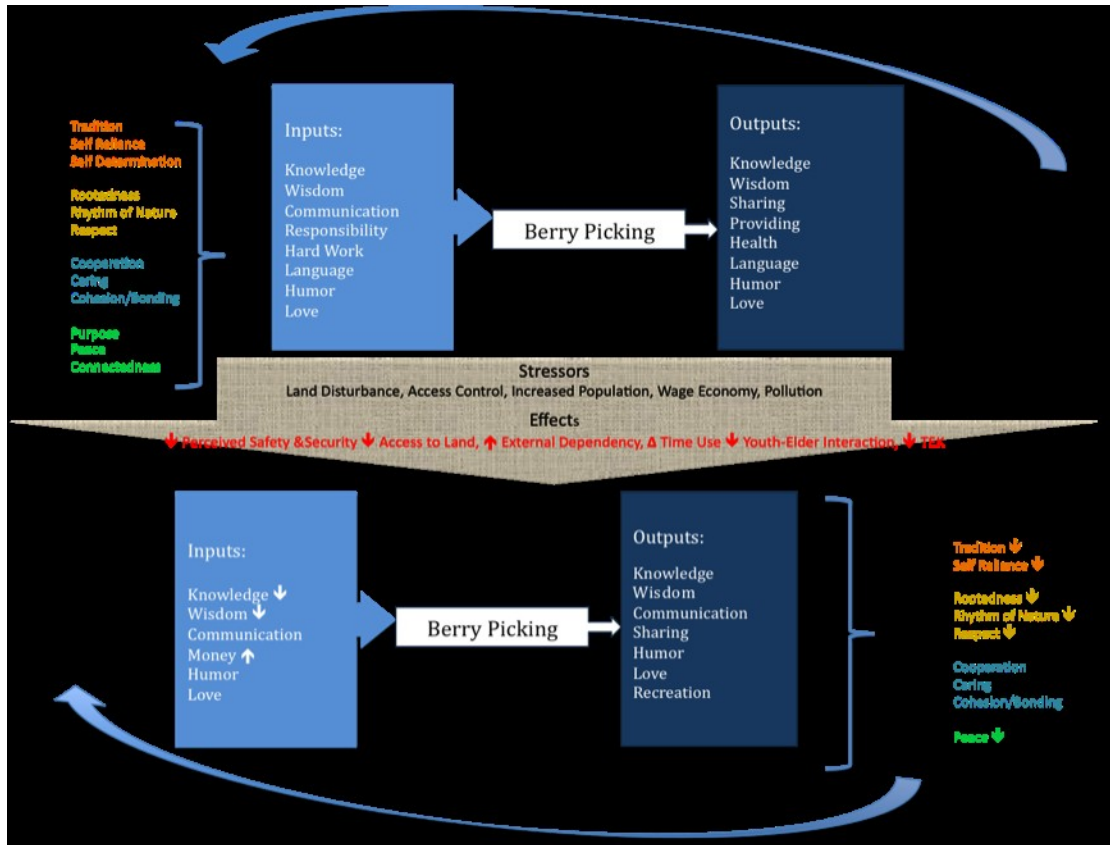 Tradition
Self Reliance
Self Determination
Rootedness
Rhythm of Nature
Respect
Cooperation
Caring
Cohesion/Bonding
Purpose
Peace
Connectedness
Inputs:
Knowledge
Wisdom
Communication
Responsibility
Hard Work
Language
Humor
Love
Berry Picking
Outputs:
Knowledge
Wisdom
Sharing
Providing
Health
Language
Humor
Love
Stressors
Land Disturbance, Access Control, Increased Population, Wage Economy, Pollution
Effects
↓ Perceived Safety &Security ↓ Access to Land, ↑ External Dependency, Δ Time Use ↓ Youth-Elder Interaction, ↓ TEK
Inputs:
Knowledge ↓
Wisdom ↓
Communication
Money ↑
Humor
Love
Berry Picking
Outputs:
Knowledge
Wisdom
Communication
Sharing
Humor
Love
Recreation
Tradition ↓
Self Reliance ↓
Rootedness ↓
Rhythm of Nature ↓
Respect ↓
Cooperation
Caring
Cohesion/Bonding
Peace ↓